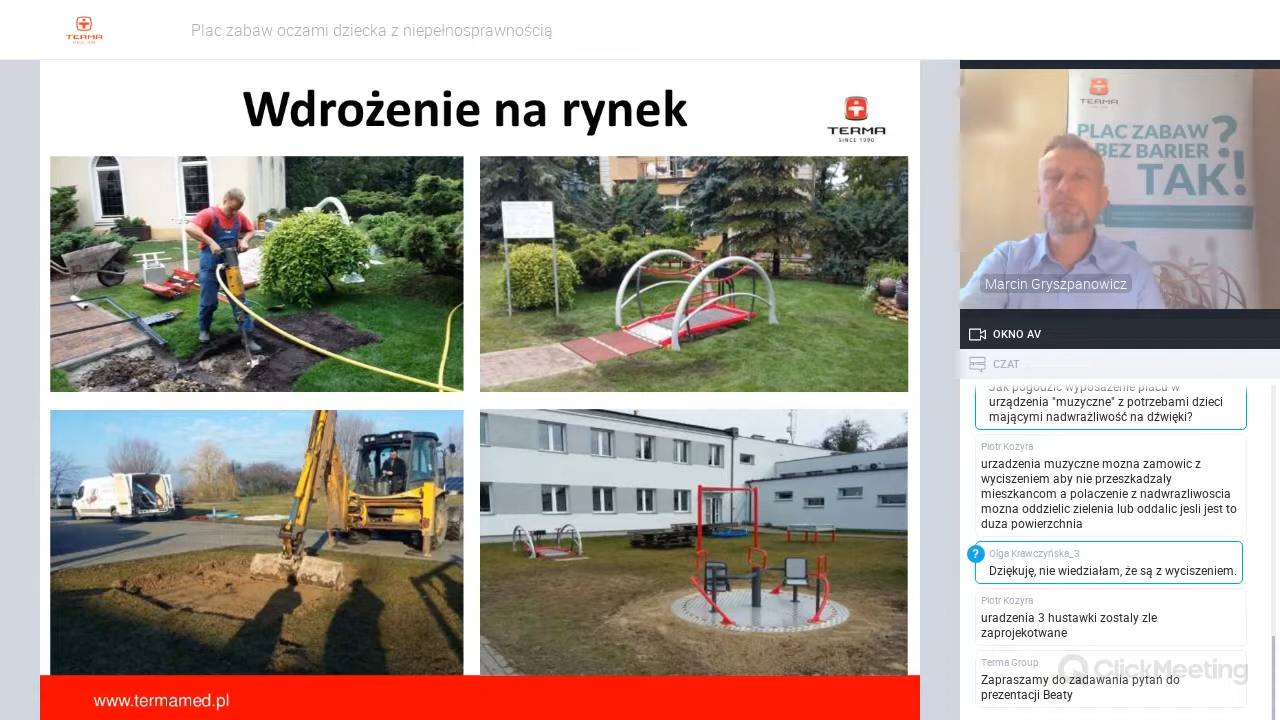 TERMA
SINCE 1990
Plac zabaw oczami dziecka z niepełnosprawnością
Wdrożenie na rynek
TERMA
SINCE 1990
www.termamed.pl
TERMA
PLAC ZABAW ?
BEZ BARIER
TAK!
Marcin Gryszpanowicz
OKNO AV
CZAT
Jak pogodzić wyposażenie placu w
urządzenia "muzyczne" z potrzebami dzieci
mającymi nadwrażliwość na dźwięki?
Piotr Kozyra
urzadzenia muzyczne mozna zamowic z
wyciszeniem aby nie przeszkadzaly
mieszkancom a polaczenie z nadwrazliwoscia
mozna oddzielic zielenia lub oddalic jesli jest to
duza powierzchnia
?
Olga Krawczyńska_3
Dziękuję, nie wiedziałam, że są z wyciszeniem.
Piotr Kozyra
uradzenia 3 hustawki zostaly zle
zaprojekotwane
Terma Group
Zapraszamy do zadawania pytań do
prezentacji Beaty
ClickMeeting